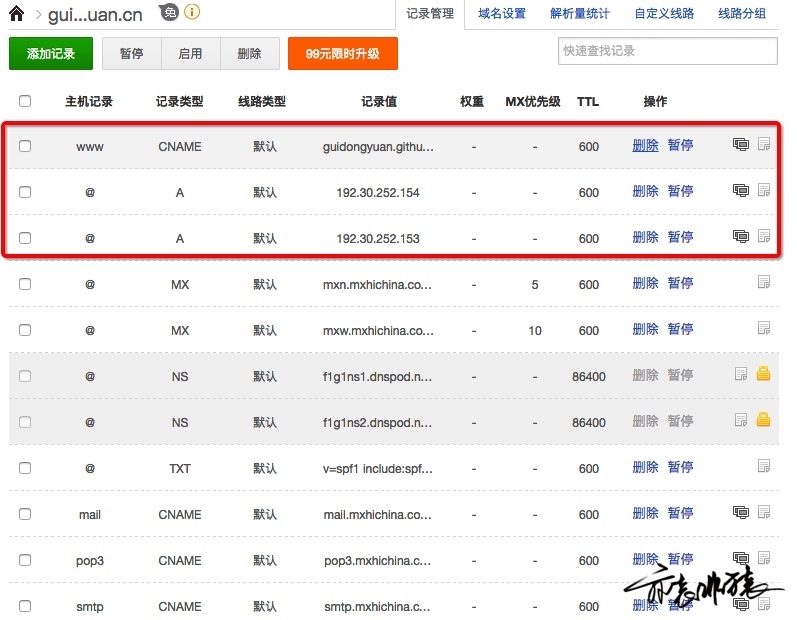 gui...uan.cn 免 记录管理 域名设置 解析量统计 自定义线路 线路分组
添加记录 暂停 启用 删除 99元限时升级 快速查找记录
主机记录 记录类型 线路类型 记录值 权重 MX优先级 TTL 操作
www CNAME 默认 guidongyuan.githu... - - 600 删除 暂停
@ A 默认 192.30.252.154 - - 600 删除 暂停
@ A 默认 192.30.252.153 - - 600 删除 暂停
@ MX 默认 mxn.mxhichina.co... - 5 600 删除 暂停
@ MX 默认 mxw.mxhichina.co... - 10 600 删除 暂停
@ NS 默认 f1g1ns1.dnspod.n... - - 86400 删除 暂停
@ NS 默认 f1g1ns2.dnspod.n... - - 86400 删除 暂停
@ TXT 默认 v=spf1 include:spf... - - 600 删除 暂停
mail CNAME 默认 mail.mxhichina.co... - - 600 删除 暂停
pop3 CNAME 默认 pop3.mxhichina.c... - - 600 删除 暂停
smtp CNAME 默认 smtp.mxhichina.c... - - 600 删除 暂停